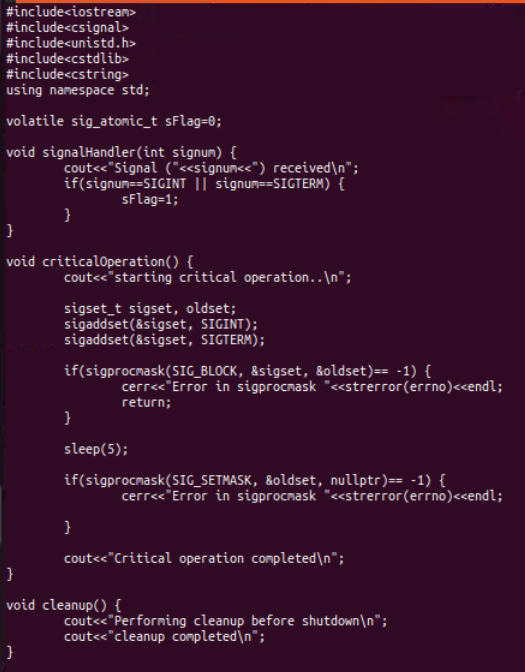 #include<iostream>
#include<csignal>
#include<unistd.h>
#include<cstdlib>
#include<cstring>
using namespace std;

volatile sig_atomic_t sFlag=0;

void signalHandler(int signum) {
        cout<<"Signal ("<<signum<<") received\n";
        if(signum==SIGINT || signum==SIGTERM) {
                sFlag=1;
        }
}

void criticalOperation() {
        cout<<"starting critical operation..\n";

        sigset_t sigset, oldset;
        sigaddset(&sigset, SIGINT);
        sigaddset(&sigset, SIGTERM);

        if(sigprocmask(SIG_BLOCK, &sigset, &oldset)== -1) {
                cerr<<"Error in sigprocmask "<<strerror(errno)<<endl;
                return;
        }

        sleep(5);

        if(sigprocmask(SIG_SETMASK, &oldset, nullptr)== -1) {
                cerr<<"Error in sigprocmask "<<strerror(errno)<<endl;

        }

        cout<<"Critical operation completed\n";
}

void cleanup() {
        cout<<"Performing cleanup before shutdown\n";
        cout<<"cleanup completed\n";
}